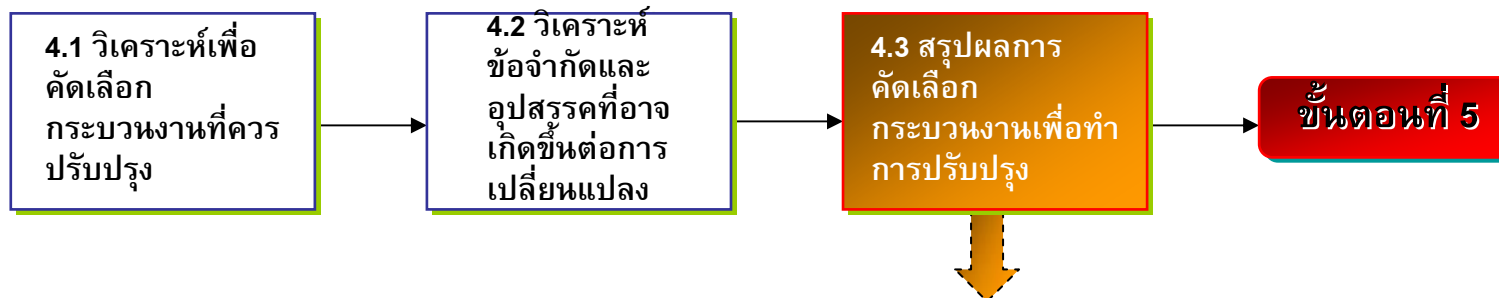 4.1 วิเคราะห์เพื่อ
คัดเลือก
กระบวนงานที่ควร
ปรับปรุง
4.2 วิเคราะห์
ข้อจำกัดและ
อุปสรรคที่อาจ
เกิดขึ้นต่อการ
เปลี่ยนแปลง
4.3 สรุปผลการ
คัดเลือก
กระบวนงานเพื่อทำ
การปรับปรุง
ขั้นตอนที่ 5